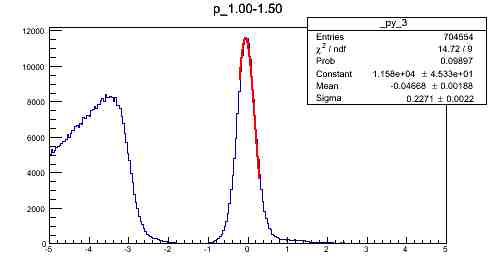 p_1.00-1.50
_py_3
Entries 704554
χ² / ndf 14.72 / 9
Prob 0.09897
Constant 1.158e+04 ± 4.533e+01
Mean -0.04668 ± 0.00188
Sigma 0.2271 ± 0.0022
12000
10000
8000
6000
4000
2000
0
-5 -4 -3 -2 -1 0 1 2 3 4 5